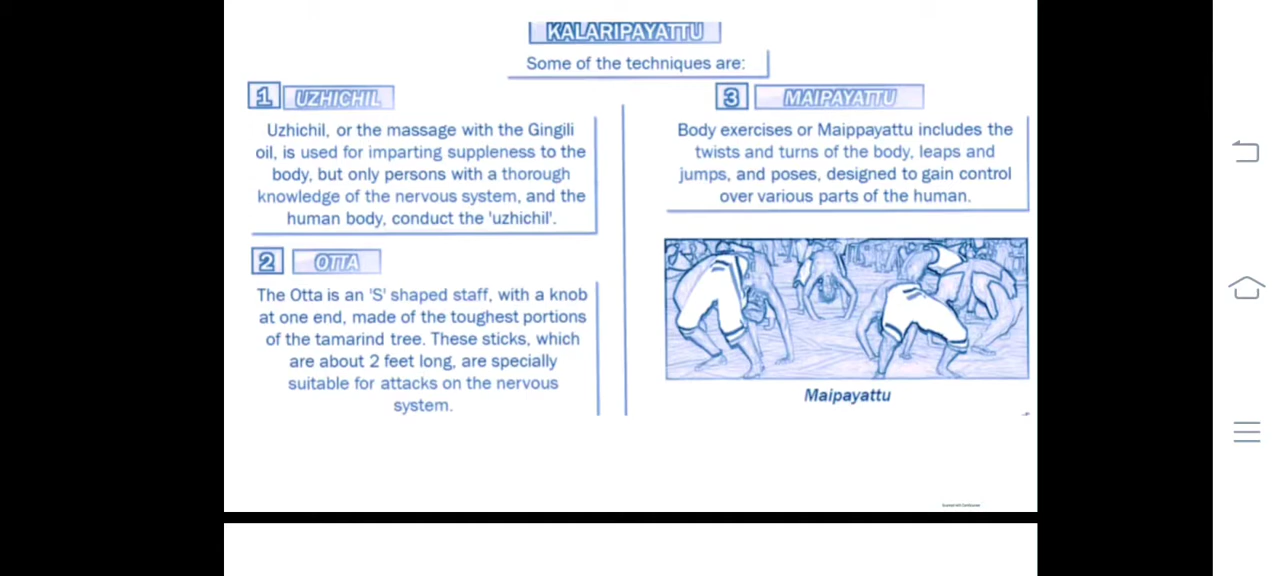 KALARIPAYATTU
Some of the techniques are:
1 UZHICHIL
Uzhichil, or the massage with the Gingili
oil, is used for imparting suppleness to the
body, but only persons with a thorough
knowledge of the nervous system, and the
human body, conduct the 'uzhichil'.
2 OTTA
The Otta is an 'S' shaped staff, with a knob
at one end, made of the toughest portions
of the tamarind tree. These sticks, which
are about 2 feet long, are specially
suitable for attacks on the nervous
system.
3 MAIPAYATTU
Body exercises or Maippayattu includes the
twists and turns of the body, leaps and
jumps, and poses, designed to gain control
over various parts of the human.
Maipayattu